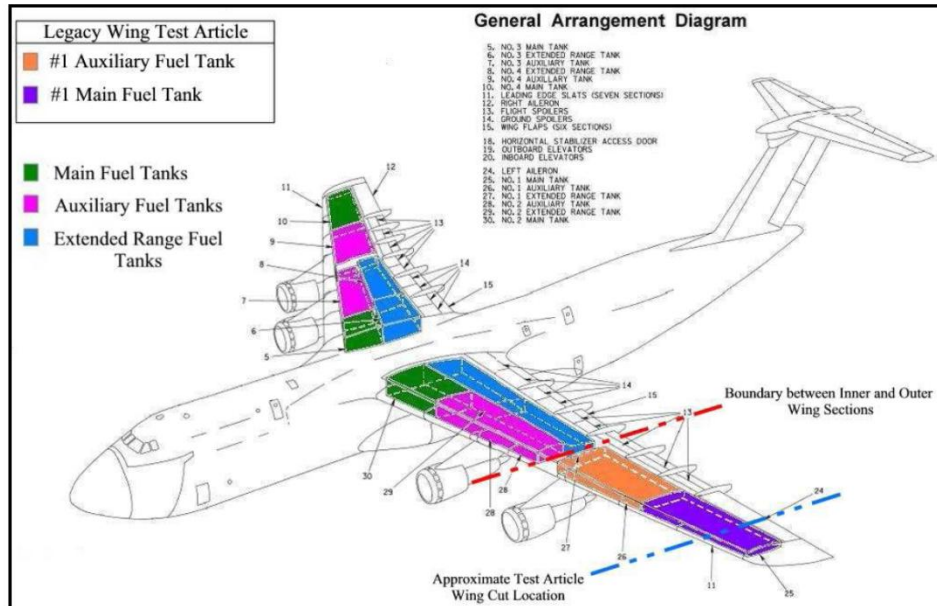 General Arrangement Diagram
Legacy Wing Test Article
#1 Auxiliary Fuel Tank
#1 Main Fuel Tank
Main Fuel Tanks
Auxiliary Fuel Tanks
Extended Range Fuel
Tanks
5. NO. 3 MAIN TANK
6. NO. 3 EXTENDED RANGE TANK
7. NO. 3 AUXILIARY TANK
8. NO. 4 EXTENDED RANGE TANK
9. NO. 4 AUXILLARY TANK
10. NO. 4 MAIN TANK
11. LEADING EDGE SLATS (SEVEN SECTIONS)
12. RIGHT AILERON
13. FLIGHT SPOILERS
14. GROUND SPOILERS
15. WING FLAPS (SIX SECTIONS)
18. HORIZONTAL STABILIZER ACCESS DOOR
19. OUTBOARD ELEVATORS
20. INBOARD ELEVATORS
24. LEFT AILERON
25. NO. 1 MAIN TANK
26. NO. 1 AUXILIARY TANK
27. NO. 1 EXTENDED RANGE TANK
28. NO. 2 AUXILIARY TANK
29. NO. 2 EXTENDED RANGE TANK
30. NO. 2 MAIN TANK
12
11
10
13
9
8
14
7
15
6
5
14
15
13
Boundary between Inner and Outer
Wing Sections
30
29
28
28
27
26
24
11
25
Approximate Test Article
Wing Cut Location